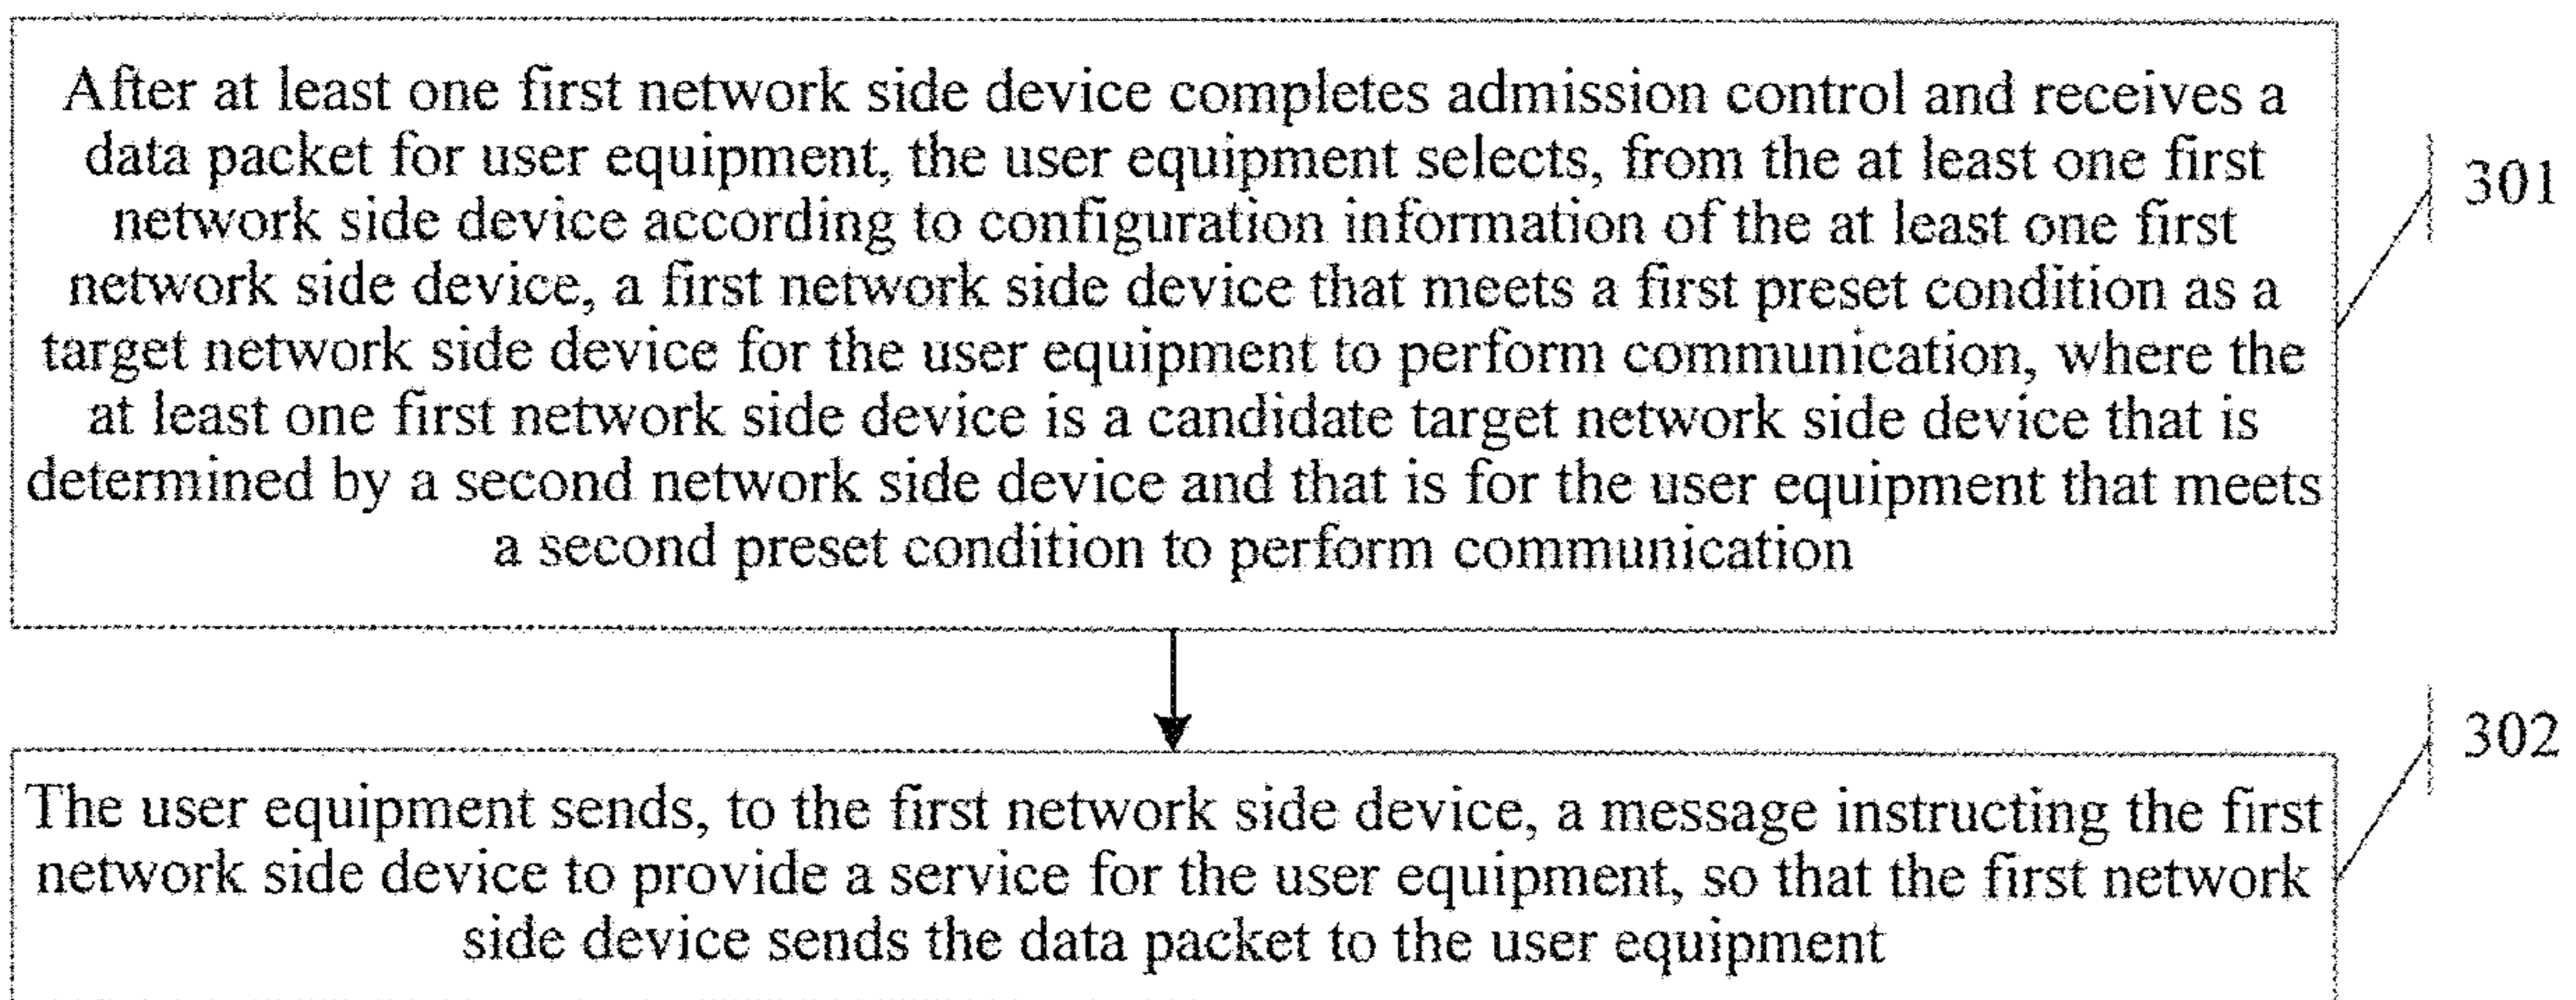 After at least one first network side device completes admission control and receives a
data packet for user equipment, the user equipment selects, from the at least one first
network side device according to configuration information of the at least one first
network side device, a first network side device that meets a first preset condition as a
target network side device for the user equipment to perform communication, where the
at least one first network side device is a candidate target network side device that is
determined by a second network side device and that is for the user equipment that meets
a second preset condition to perform communication
301
The user equipment sends, to the first network side device, a message instructing the first
network side device to provide a service for the user equipment, so that the first network
side device sends the data packet to the user equipment
302